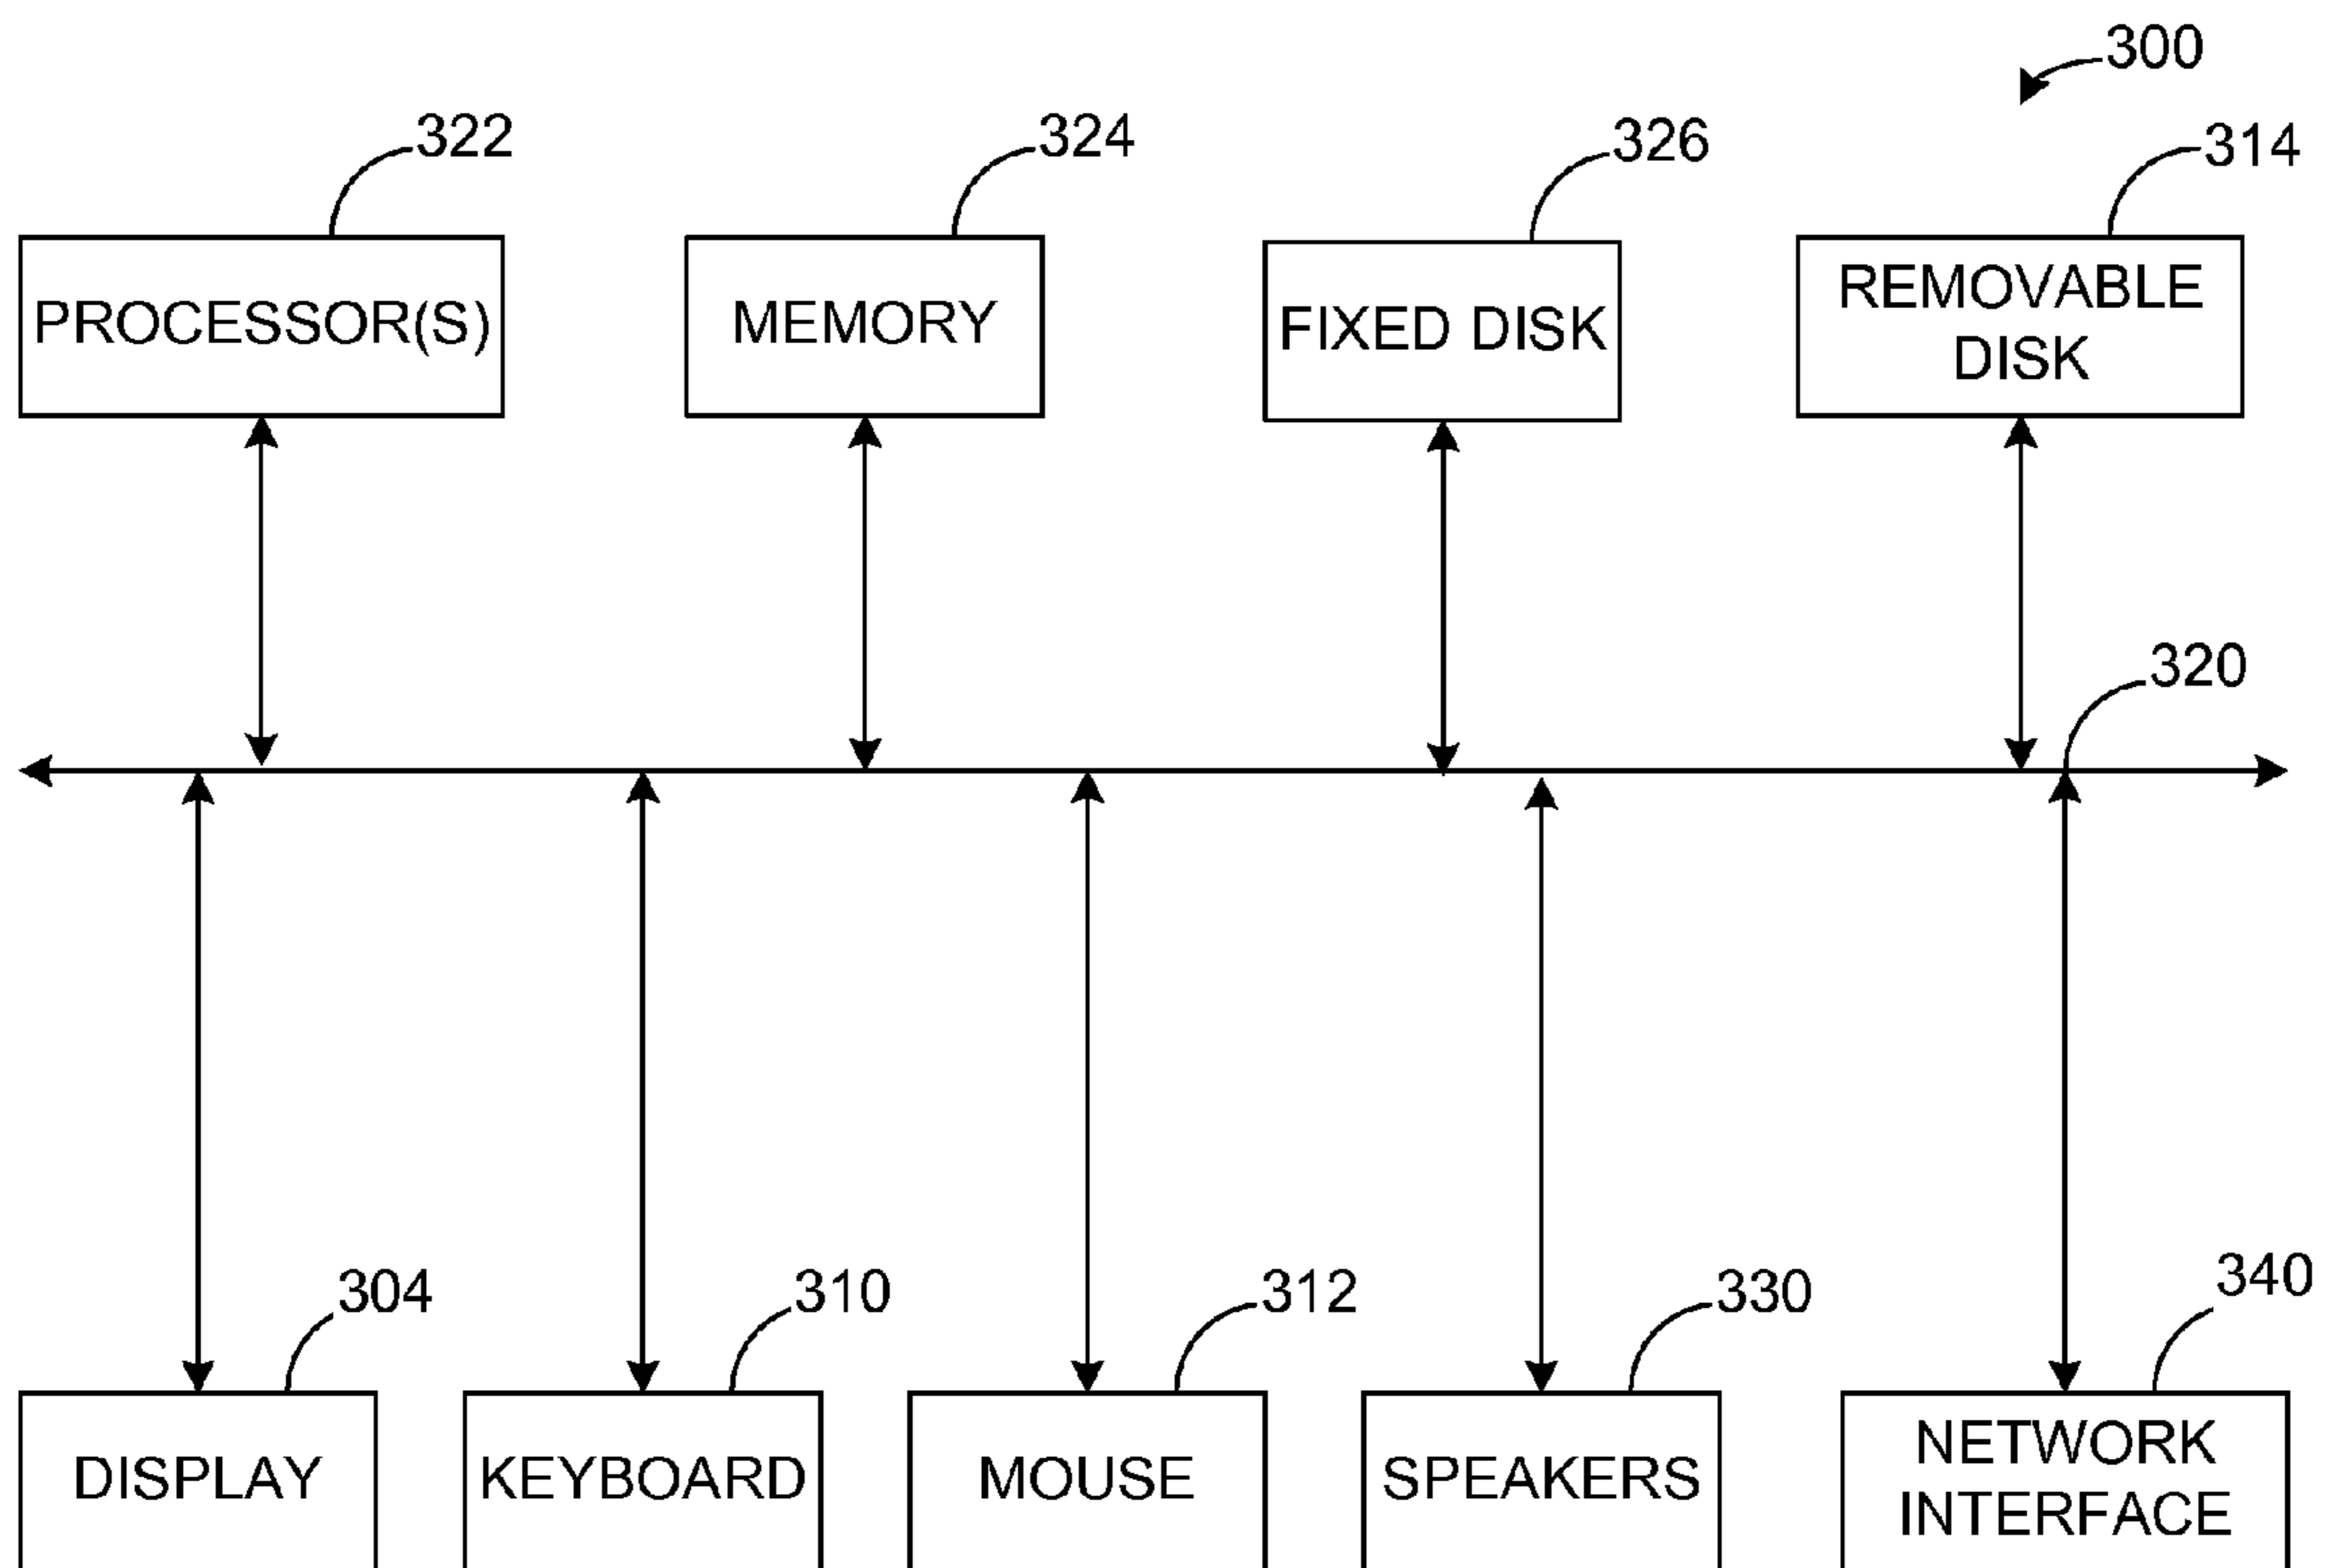 300
322
324
326
314
PROCESSOR(S)
MEMORY
FIXED DISK
REMOVABLE
DISK
320
304
310
312
330
340
DISPLAY
KEYBOARD
MOUSE
SPEAKERS
NETWORK
INTERFACE